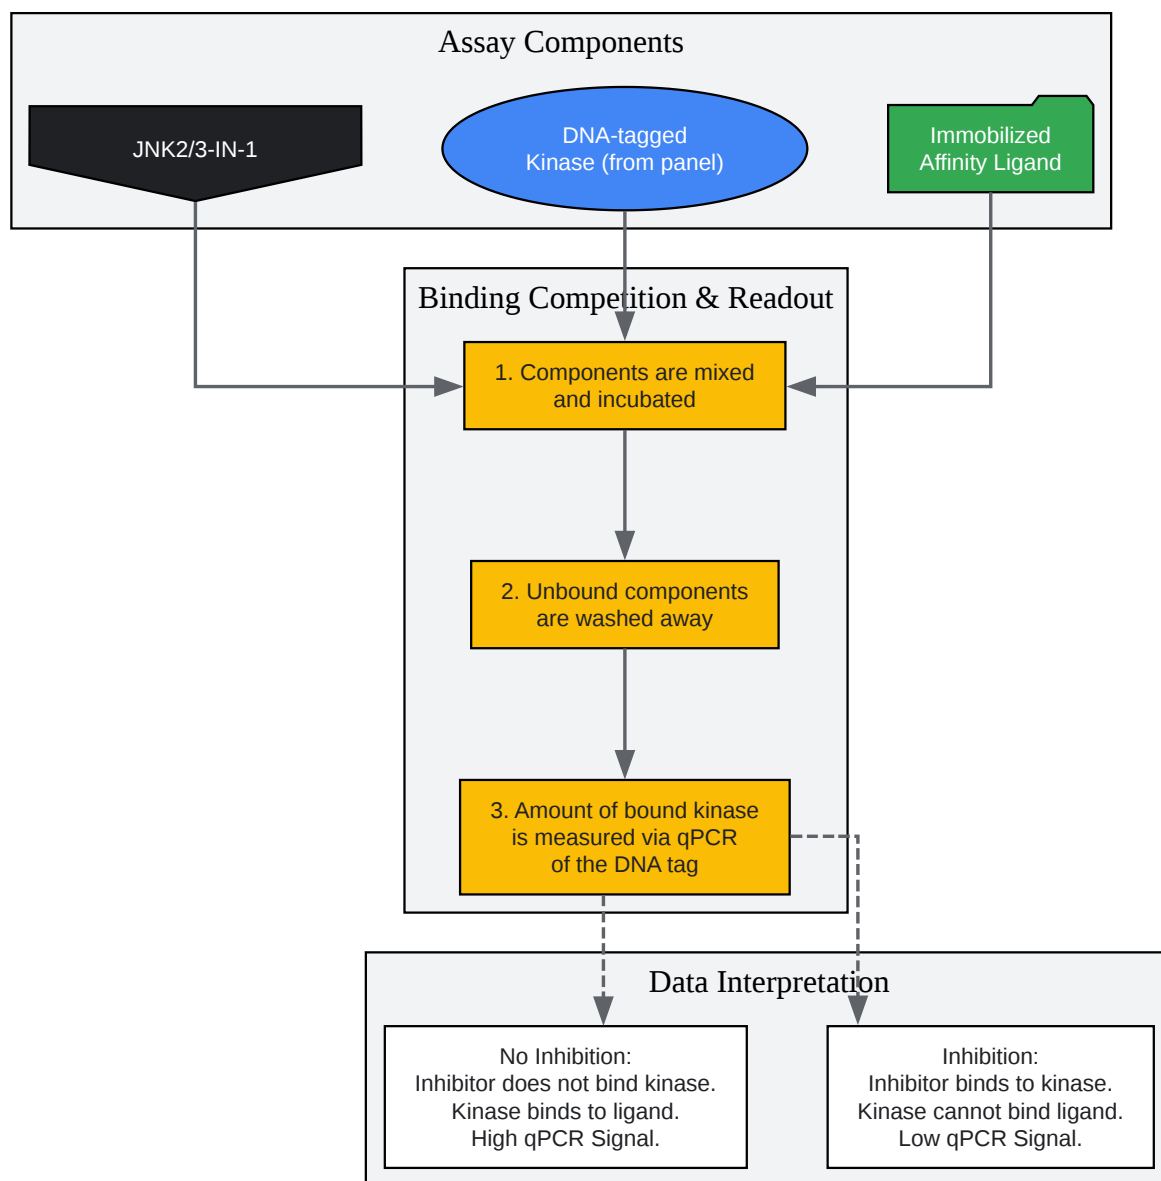 Assay Components
JNK2/3-IN-1
DNA-tagged
Kinase (from panel)
Immobilized
Affinity Ligand
Binding Competition & Readout
1. Components are mixed
and incubated
2. Unbound components
are washed away
3. Amount of bound kinase
is measured via qPCR
of the DNA tag
Data Interpretation
No Inhibition:
Inhibitor does not bind kinase.
Kinase binds to ligand.
High qPCR Signal.
Inhibition:
Inhibitor binds to kinase.
Kinase cannot bind ligand.
Low qPCR Signal.